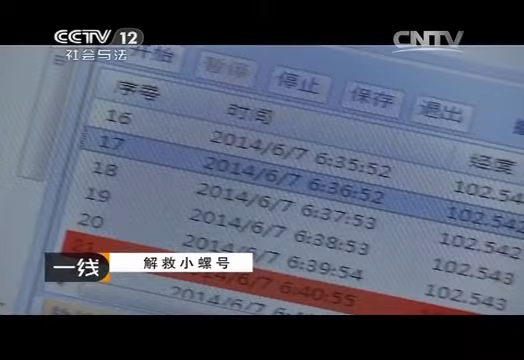 CCTV 12
社会与法
CNTV
开始 暂停 停止 保存 退出
序号 时间 经度
16 2014/6/7 6:35:52 102.54
17 2014/6/7 6:36:52 102.542
18 2014/6/7 6:37:53 102.542
19 2014/6/7 6:38:53 102.542
20 2014/6/7 6:39:54 102.543
21 2014/6/7 6:40:55 102.543
一线 解救小螺号